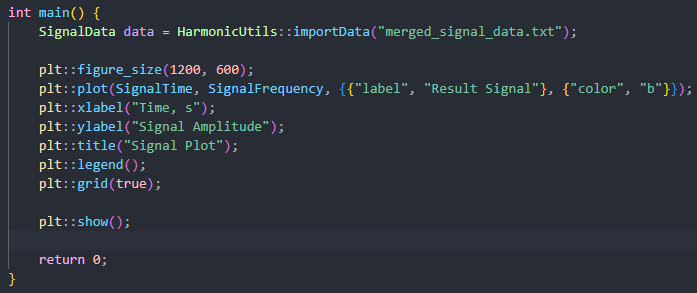 int main() {
    SignalData data = HarmonicUtils::importData("merged_signal_data.txt");

    plt::figure_size(1200, 600);
    plt::plot(SignalTime, SignalFrequency, {{"label", "Result Signal"}, {"color", "b"}});
    plt::xlabel("Time, s");
    plt::ylabel("Signal Amplitude");
    plt::title("Signal Plot");
    plt::legend();
    plt::grid(true);

    plt::show();

    return 0;
}